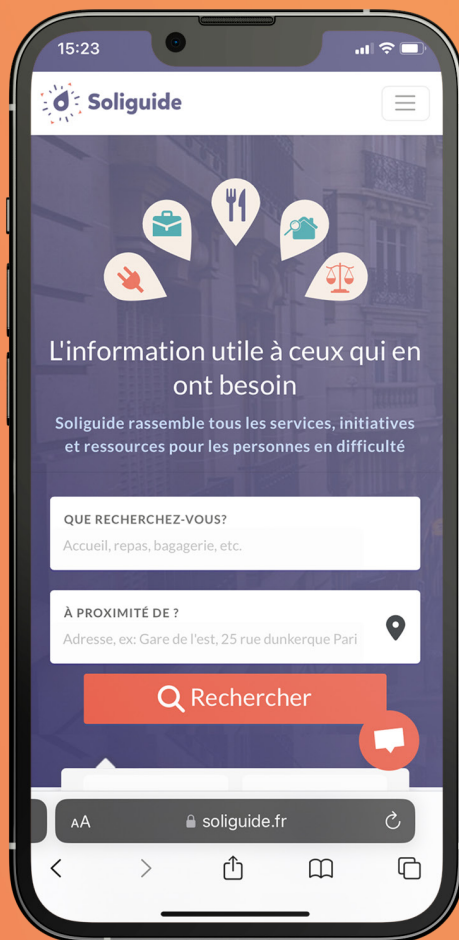 15:23
Soliguide
L'information utile à ceux qui en
ont besoin
Soliguide rassemble tous les services, initiatives
et ressources pour les personnes en difficulté
QUE RECHERCHEZ-VOUS?
Accueil, repas, bagagerie, etc.
À PROXIMITÉ DE ?
Adresse, ex: Gare de l'est, 25 rue dunkerque Pari
Rechercher
AA
soliguide.fr